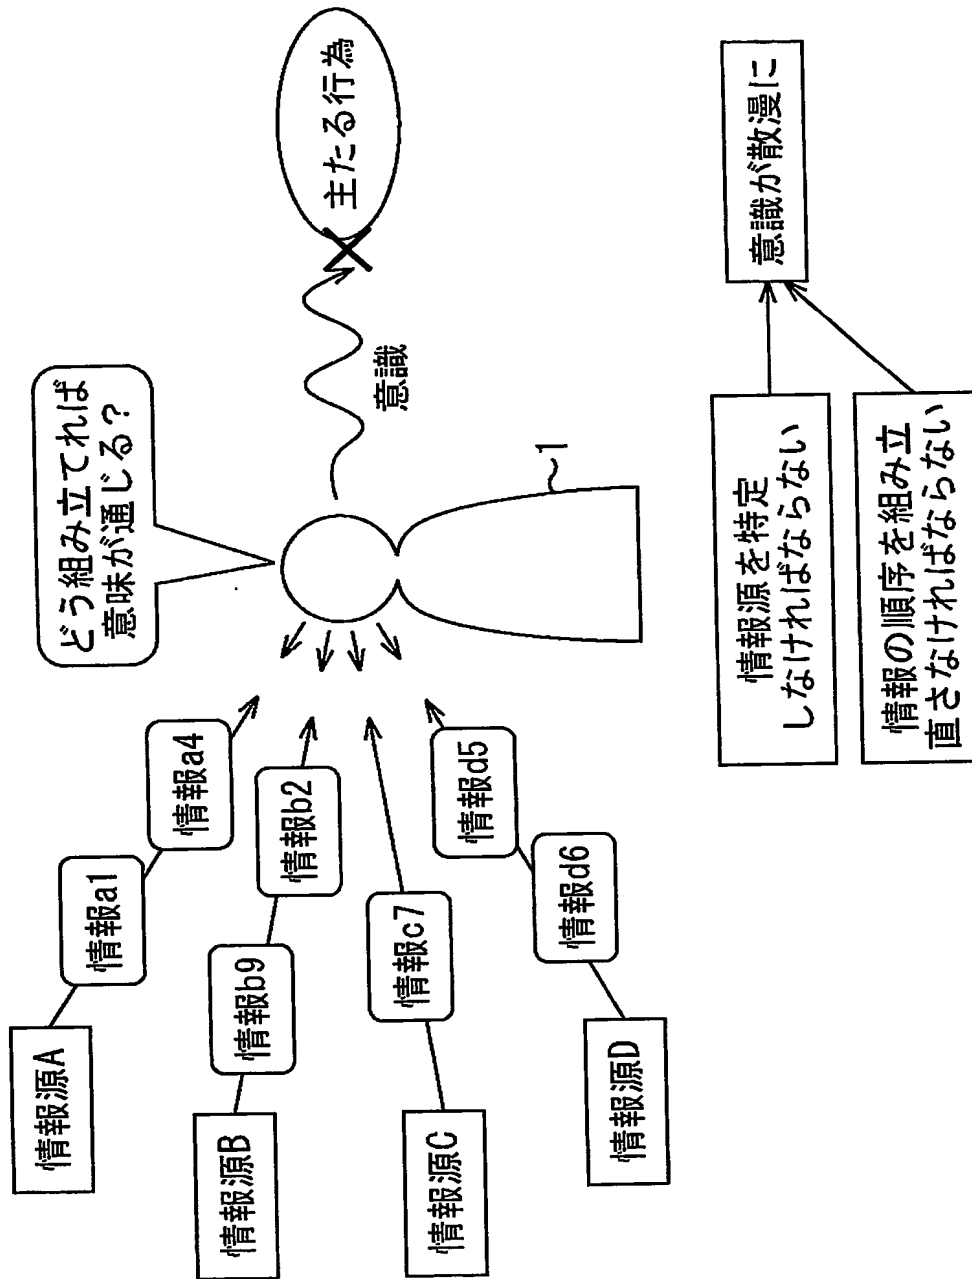 どう組み立てれば
意味が通じる？
情報源A
情報a1
情報a4
情報源B
情報b9
情報b2
情報源C
情報c7
情報源D
情報d6
情報d5
1
意識
主たる行為
情報源を特定
しなければならない
情報の順序を組み立
直さなければならない
意識が散漫に